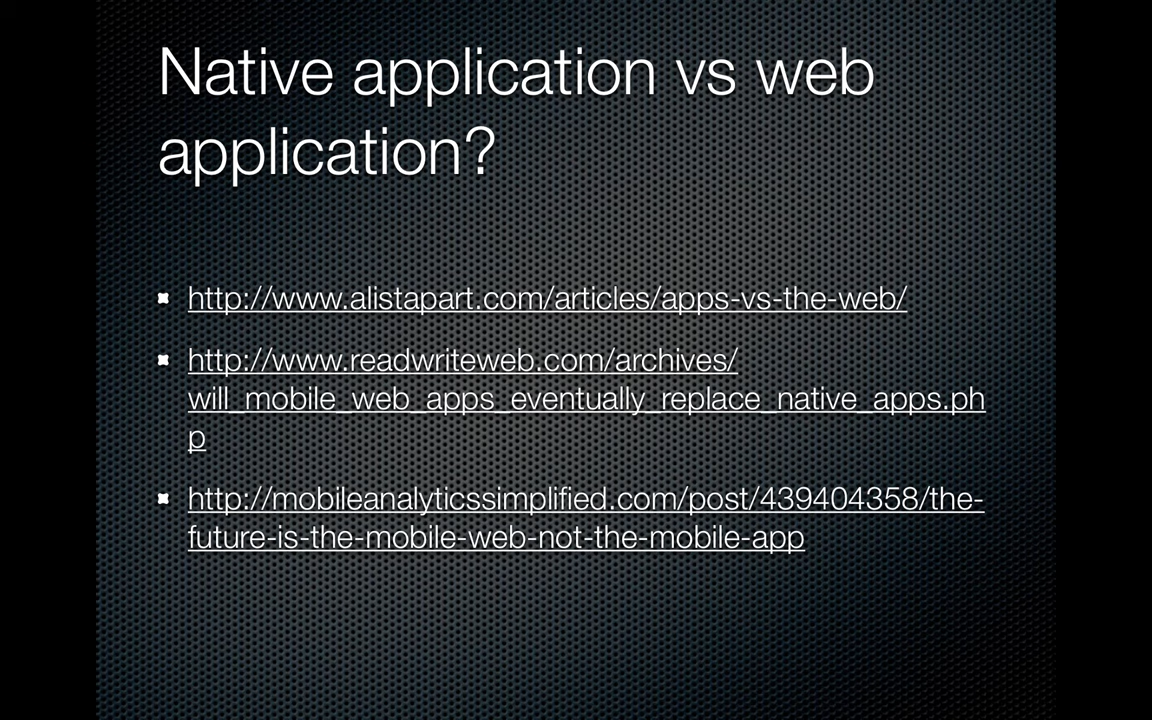 Native application vs web
application?
http://www.alistapart.com/articles/apps-vs-the-web/
http://www.readwriteweb.com/archives/
will_mobile_web_apps_eventually_replace_native_apps.ph
p
http://mobileanalyticssimplified.com/post/439404358/the-
future-is-the-mobile-web-not-the-mobile-app